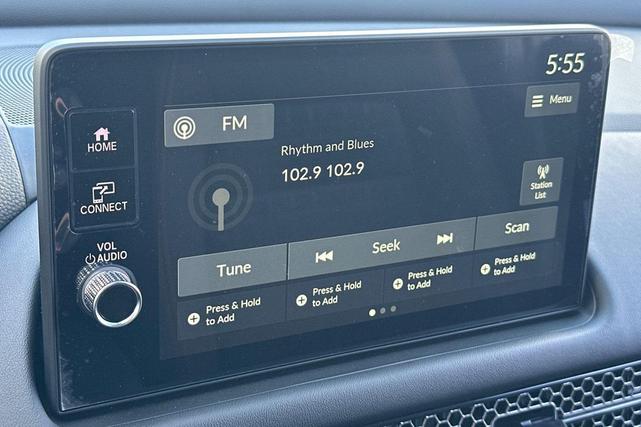 5:55
FM
Menu
HOME
Rhythm and Blues
102.9 102.9
CONNECT
Station
List
VOL
AUDIO
Tune
Seek
Scan
Press & Hold
to Add
Press & Hold
to Add
Press & Hold
to Add
Press & Hold
to Add